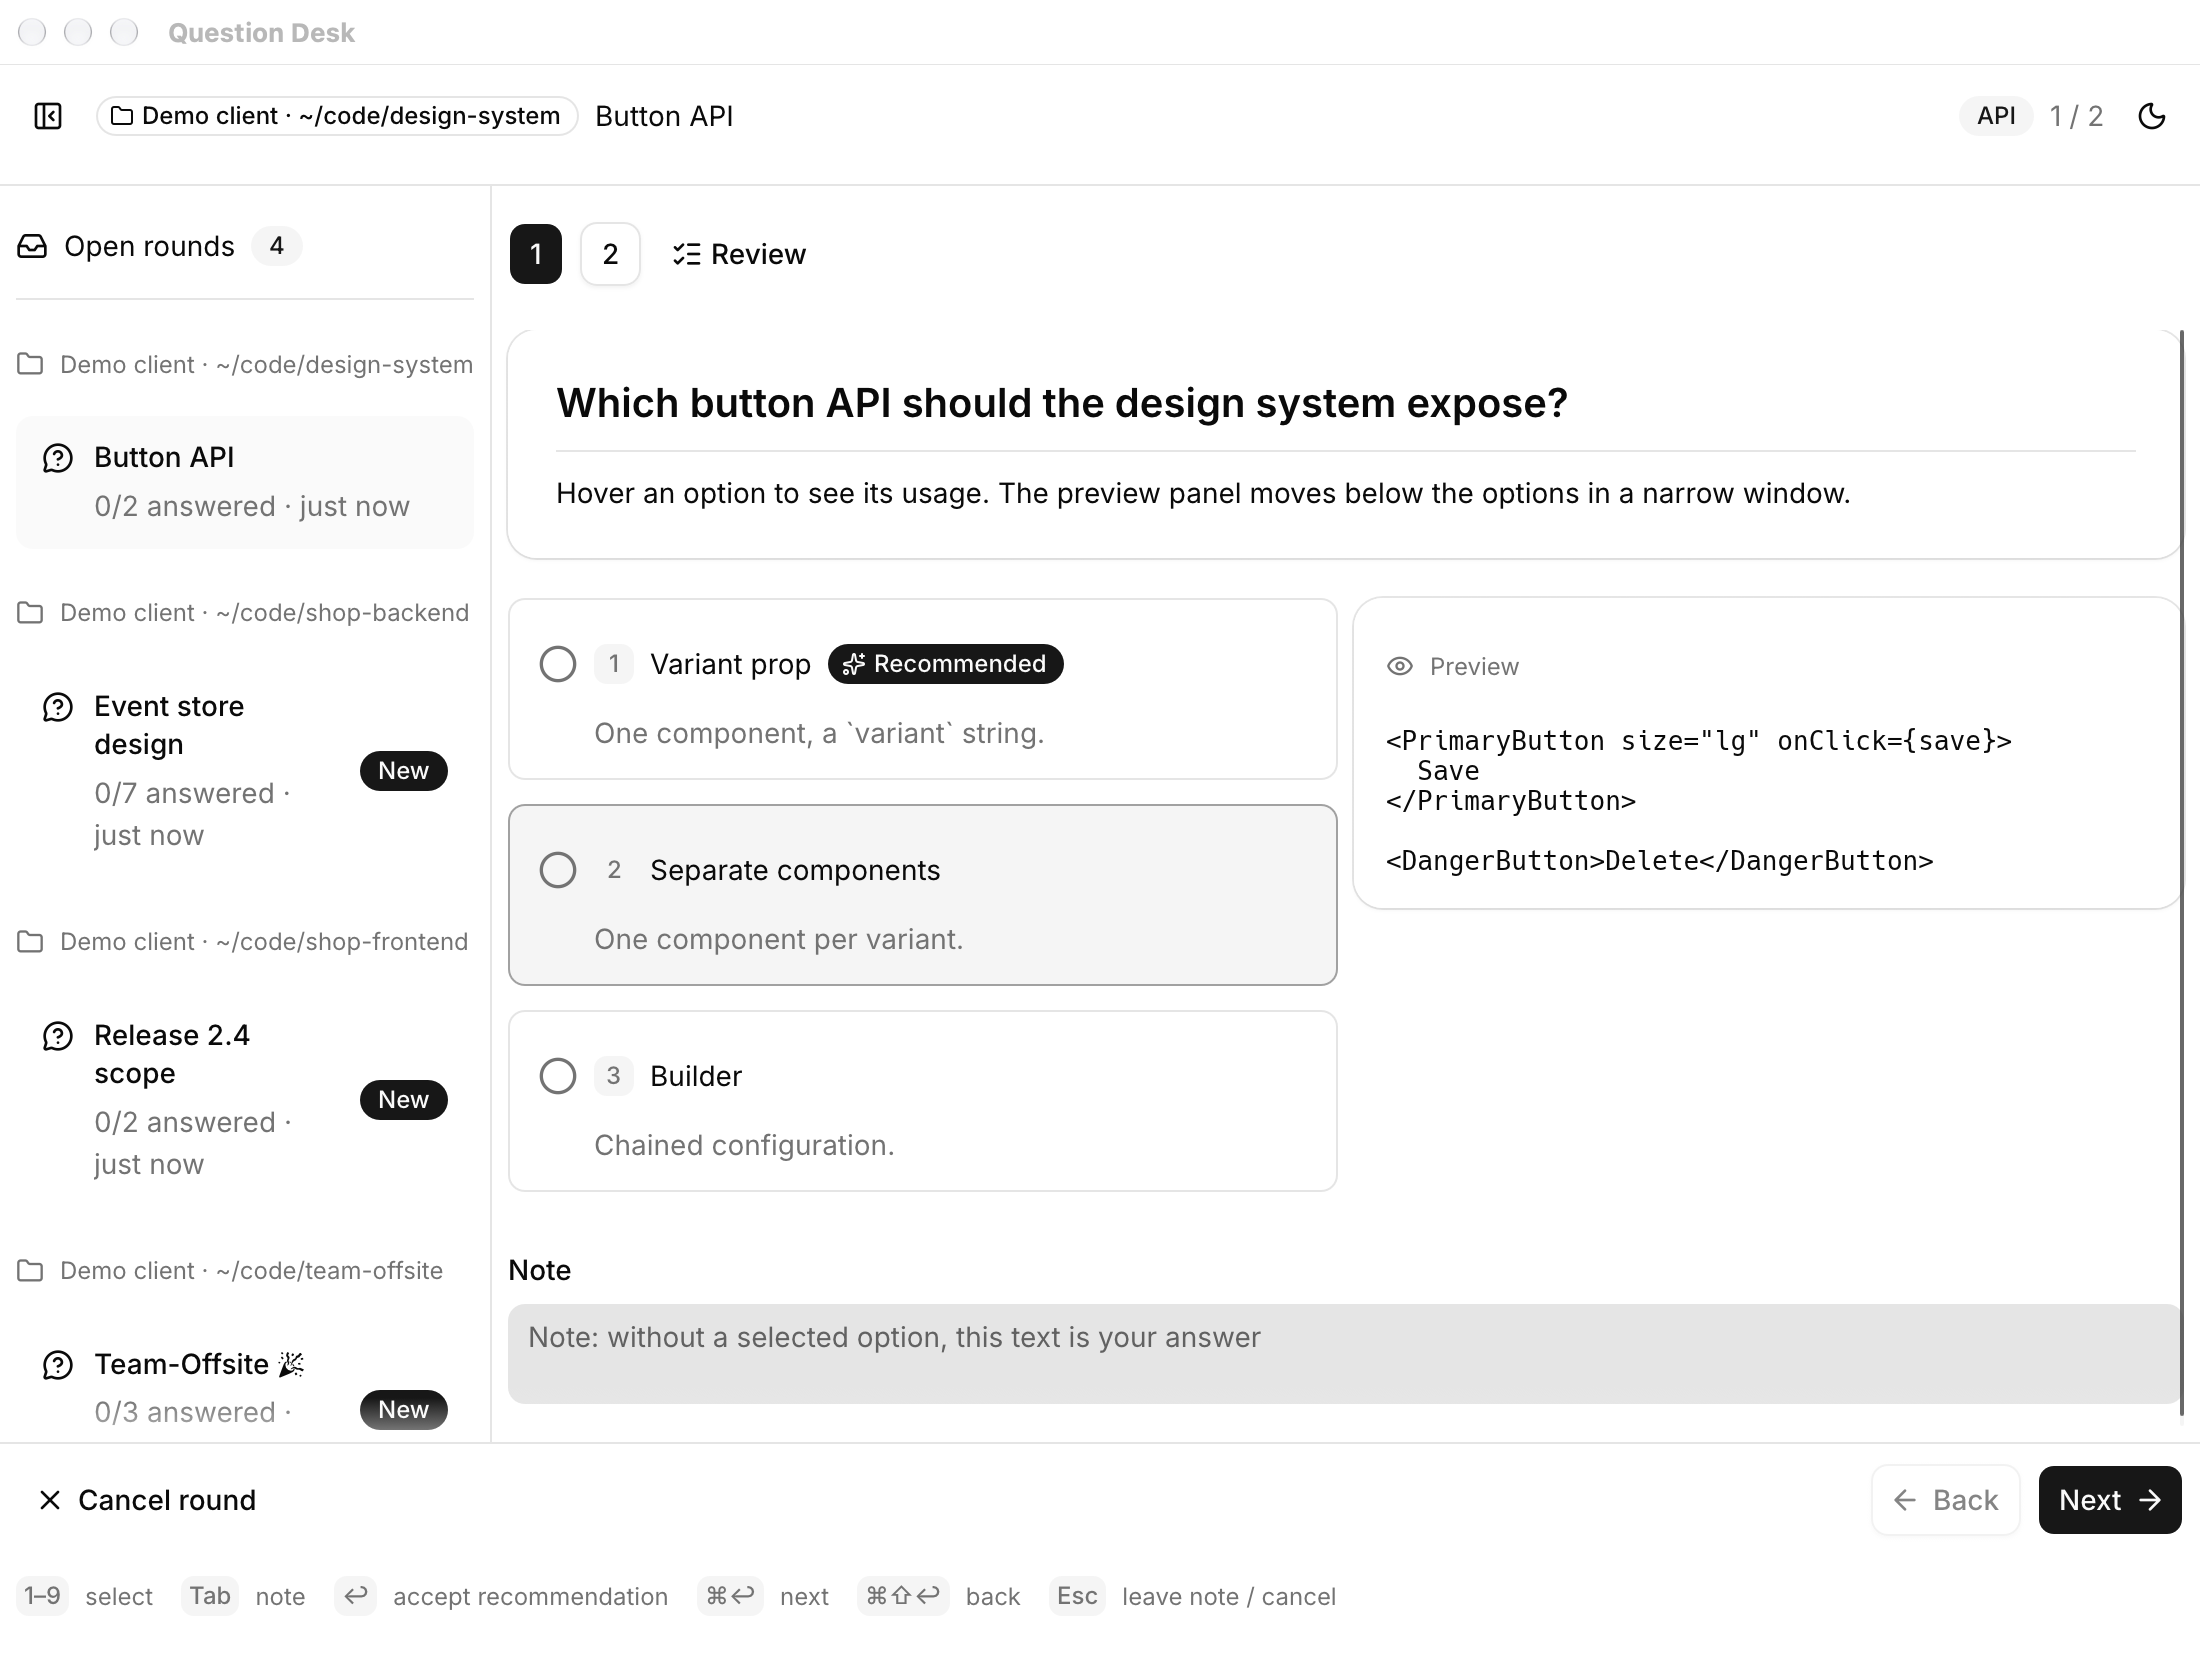 Question Desk
Demo client · ~/code/design-system
Button API
API
1 / 2
Open rounds 4
Demo client · ~/code/design-system
Button API
0/2 answered · just now
Demo client · ~/code/shop-backend
Event store
design
0/7 answered ·
just now
New
Demo client · ~/code/shop-frontend
Release 2.4
scope
0/2 answered ·
just now
New
Demo client · ~/code/team-offsite
Team-Offsite 🎉
0/3 answered ·
New
1
2
Review
Which button API should the design system expose?
Hover an option to see its usage. The preview panel moves below the options in a narrow window.
1 Variant prop Recommended
One component, a `variant` string.
2 Separate components
One component per variant.
3 Builder
Chained configuration.
Preview
<PrimaryButton size="lg" onClick={save}>
  Save
</PrimaryButton>
<DangerButton>Delete</DangerButton>
Note
Note: without a selected option, this text is your answer
Cancel round
← Back
Next →
1–9 select Tab note ↩ accept recommendation ⌘↩ next ⌘⇧↩ back Esc leave note / cancel